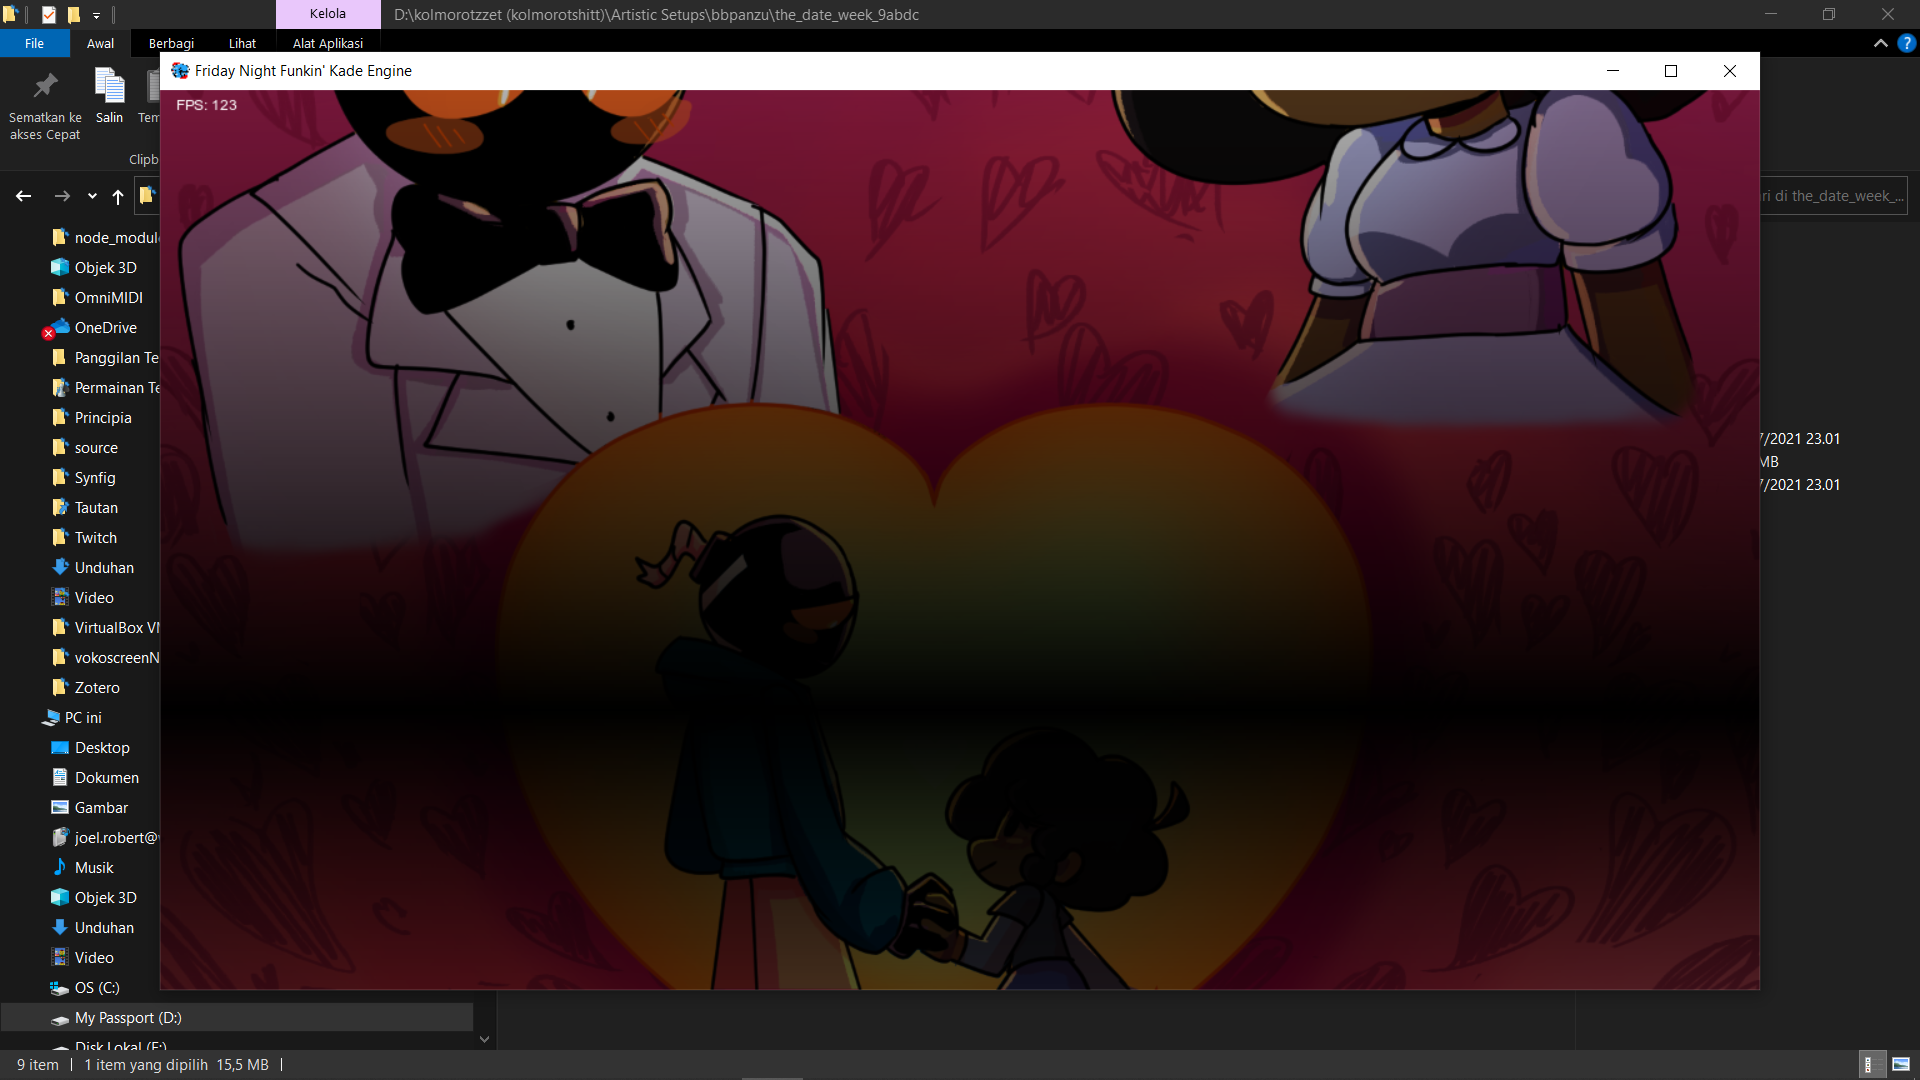 Kelola
D:\kolmorotzzet (kolmorotshitt)\Artistic Setups\bbpanzu\the_date_week_9abdc
File
Awal
Berbagi
Lihat
Alat Aplikasi
Friday Night Funkin' Kade Engine
FPS: 123
Sematkan ke
akses Cepat
Salin
Tem
Clipb
ri di the_date_week_...
node_modul
Objek 3D
OmniMIDI
OneDrive
Panggilan Te
Permainan Te
Principia
source
Synfig
Tautan
Twitch
Unduhan
Video
VirtualBox VM
vokoscreenN
Zotero
PC ini
Desktop
Dokumen
Gambar
joel.robert@
Musik
Objek 3D
Unduhan
Video
OS (C:)
My Passport (D:)
Disk Lokal (F:)
/2021 23.01
MB
/2021 23.01
9 item
1 item yang dipilih 15,5 MB